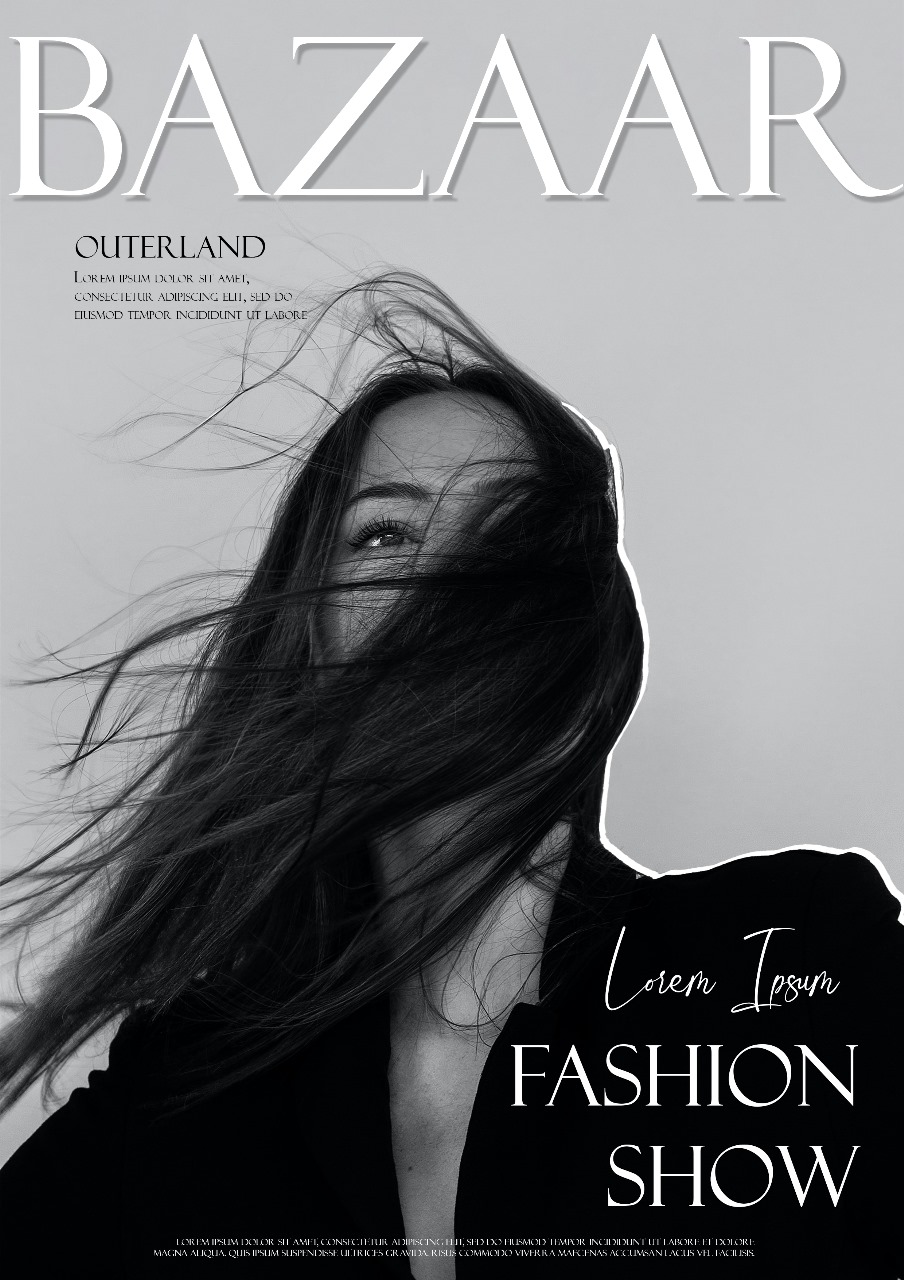 BAZAAR
OUTERLAND
LOREM IPSUM DOLOR SIT AMET,
CONSECTETUR ADIPISCING ELIT, SED DO
EIUSMOD TEMPOR INCIDIDUNT UT LABORE
Lorem Ipsum
FASHION
SHOW
LOREM IPSUM DOLOR SIT AMET, CONSECTETUR ADIPISCING ELIT, SED DO EIUSMOD TEMPOR INCIDIDUNT UT LABORE ET DOLORE
MAGNA ALIQUA. QUIS IPSUM SUSPENDISSE ULTRICES GRAVIDA. RISUS COMMODO VIVERRA MAECENAS ACCUMSAN LACUS VEL FACILISIS.